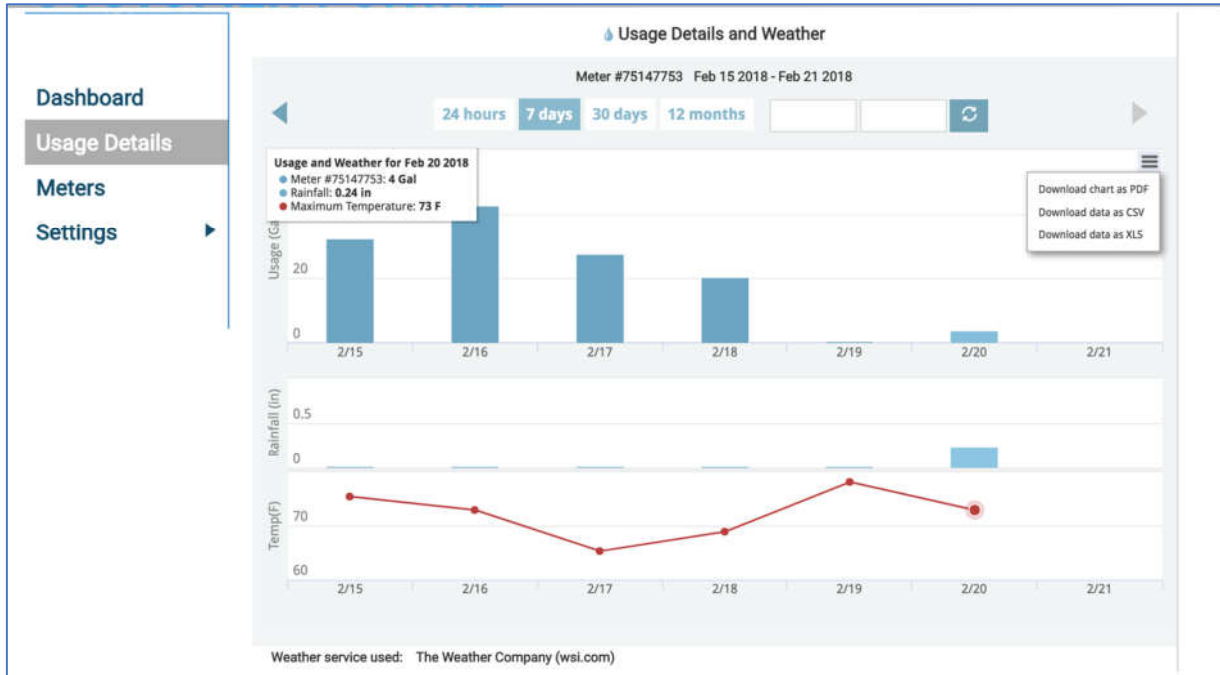 Usage Details and Weather
Meter #75147753 Feb 15 2018 - Feb 21 2018
Dashboard
Usage Details
Meters
Settings
24 hours 7 days 30 days 12 months
Usage and Weather for Feb 20 2018
Meter #75147753: 4 Gal
Rainfall: 0.24 in
Maximum Temperature: 73 F
Download chart as PDF
Download data as CSV
Download data as XLS
Usage (Ga
20
0
2/15 2/16 2/17 2/18 2/19 2/20 2/21
Rainfall (in)
0.5
0
Temp(F)
70
60
2/15 2/16 2/17 2/18 2/19 2/20 2/21
Weather service used: The Weather Company (wsi.com)